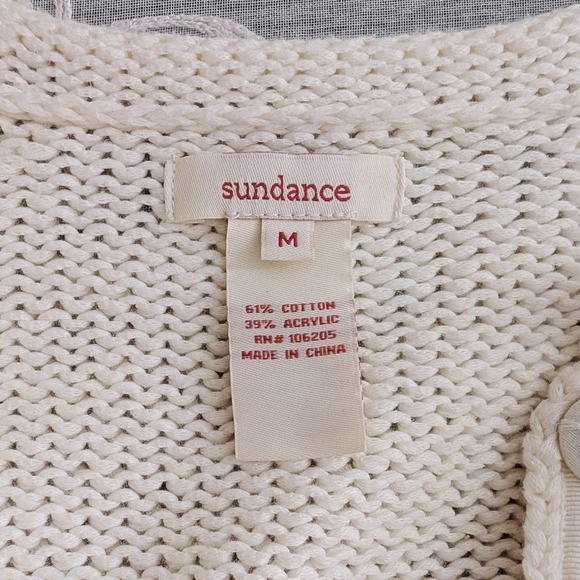 sundance
M
61% COTTON
39% ACRYLIC
RN# 106205
MADE IN CHINA